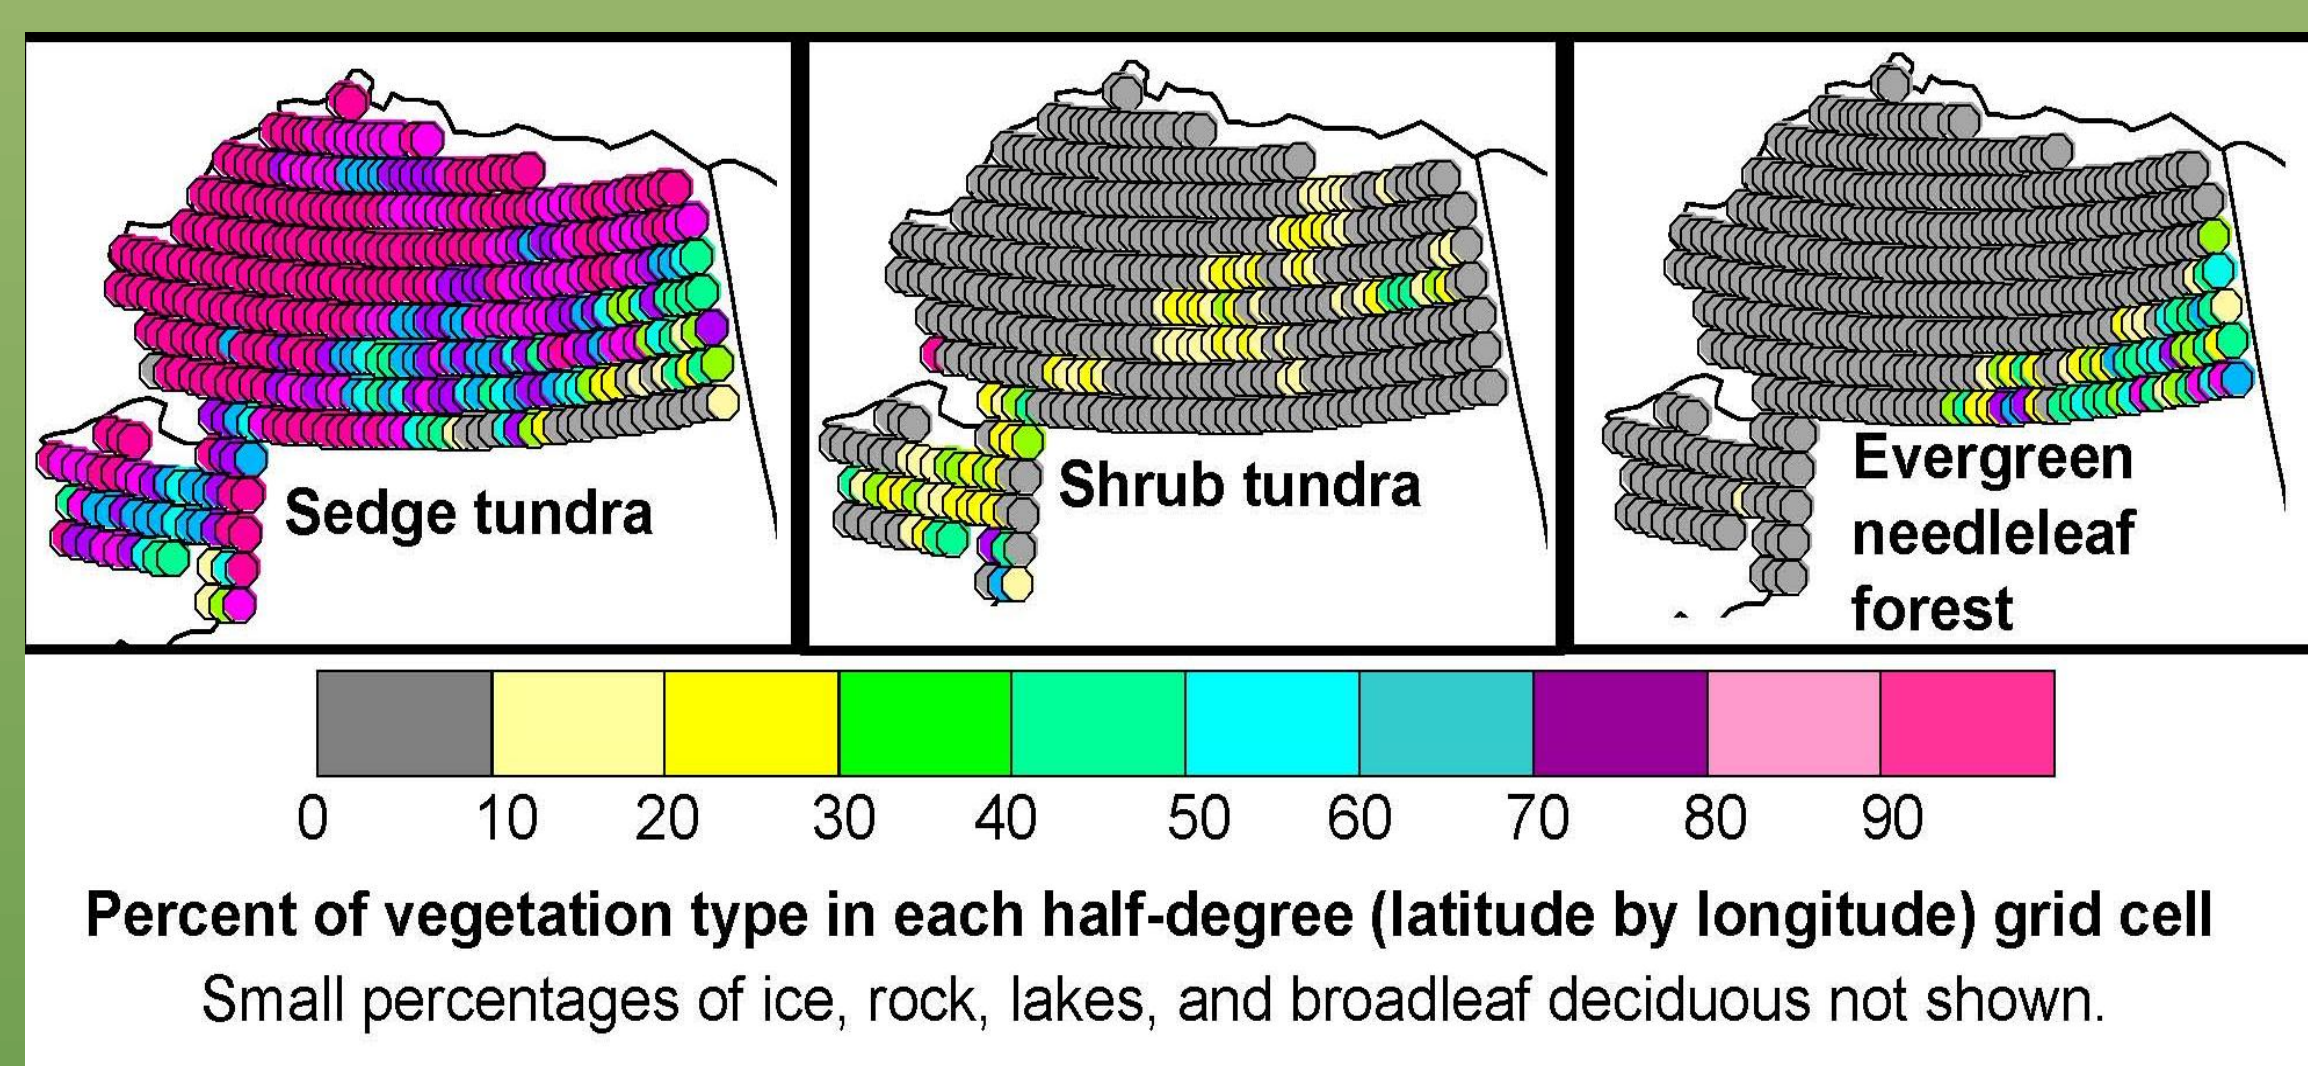 Sedge tundra
Shrub tundra
Evergreen
needleleaf
forest
0 10 20 30 40 50 60 70 80 90
Percent of vegetation type in each half-degree (latitude by longitude) grid cell
Small percentages of ice, rock, lakes, and broadleaf deciduous not shown.